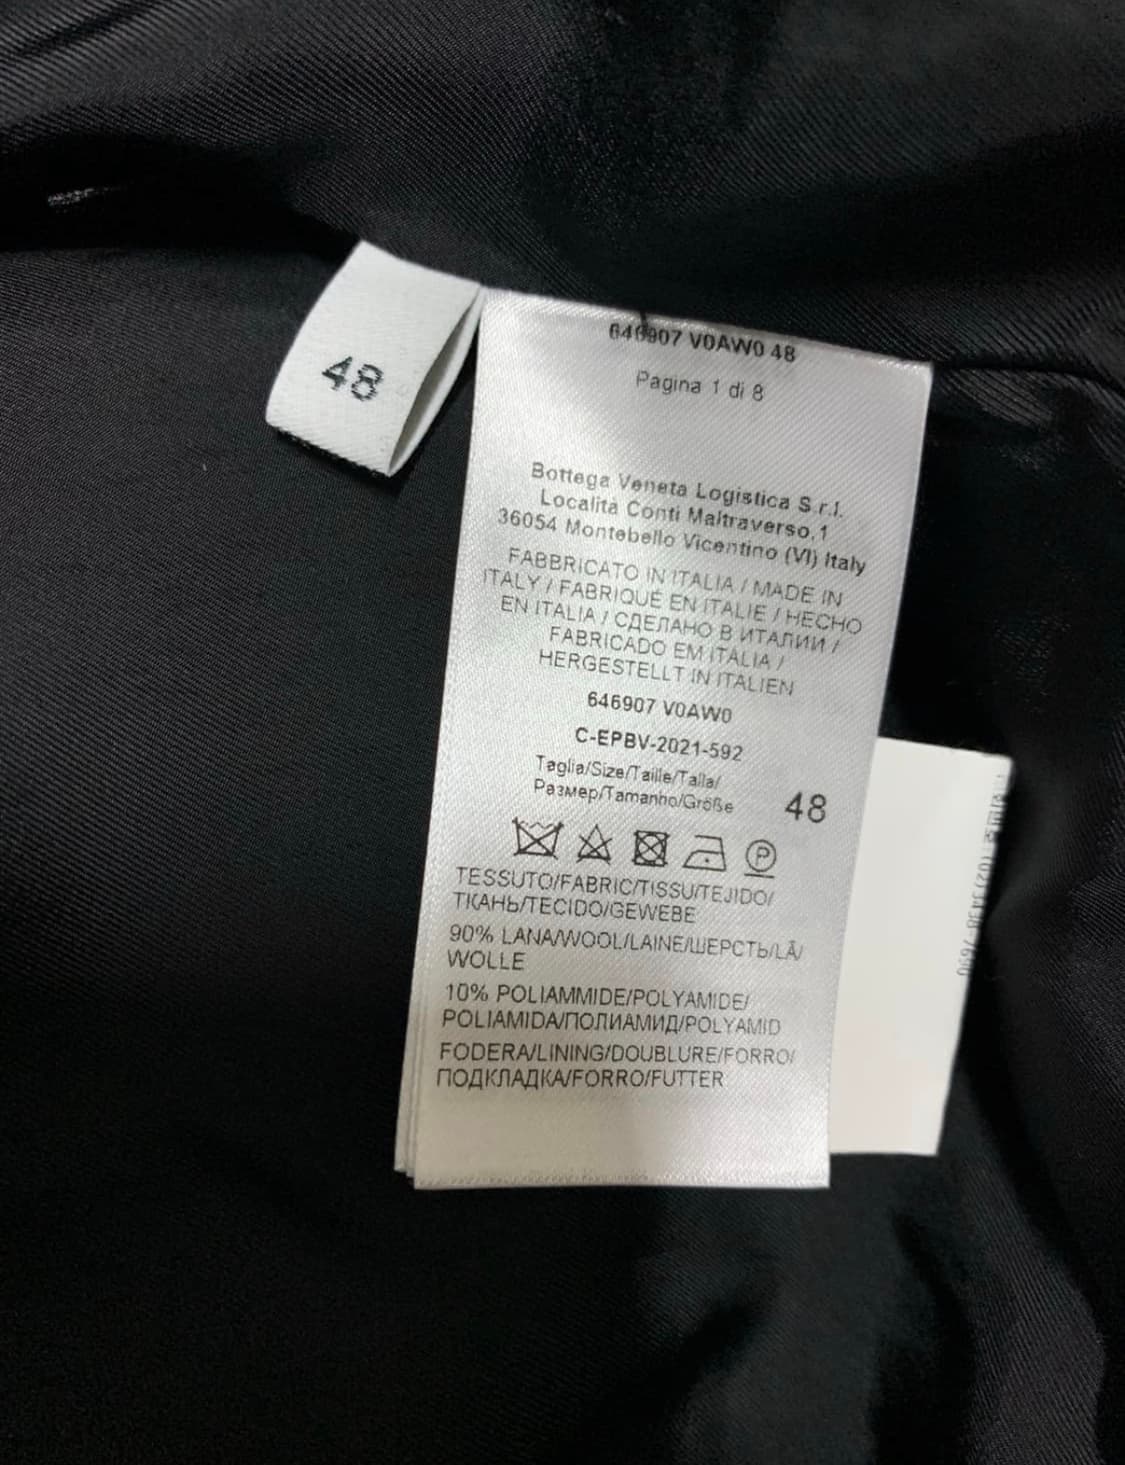 48
646907 V0AW0 48
Pagina 1 di 8
Bottega Veneta Logistica S.r.l.
Località Conti Maltraverso,1
36054 Montebello Vicentino (VI) Italy
FABBRICATO IN ITALIA / MADE IN
ITALY / FABRIQUÉ EN ITALIE / HECHO
EN ITALIA / СДЕЛАНО В ИТАЛИИ /
FABRICADO EM ITÁLIA /
HERGESTELLT IN ITALIEN
646907 V0AW0
C-EPBV-2021-592
Taglia/Size/Taille/Talla/
Размер/Tamanho/Größe
48
P
TESSUTO/FABRIC/TISSU/TEJIDO/
ТКАНЬ/TECIDO/GEWEBE
90% LANA/WOOL/LAINE/ШЕРСТЬ/LÃ/
WOLLE
10% POLIAMMIDE/POLYAMIDE/
POLIAMIDA/ПОЛИАМИД/POLYAMID
FODERA/LINING/DOUBLURE/FORRO/
ПОДКЛАДКА/FORRO/FUTTER